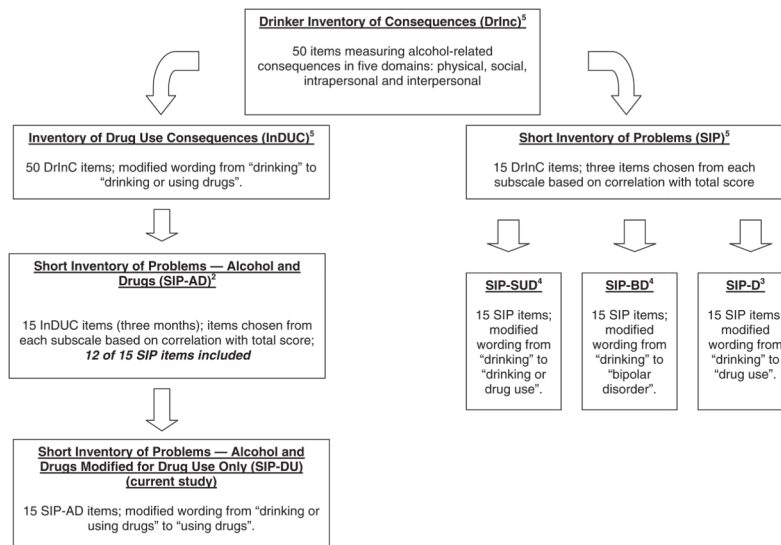 Drinker Inventory of Consequences (DrInc)5
50 items measuring alcohol-related
consequences in five domains: physical, social,
intrapersonal and interpersonal
Inventory of Drug Use Consequences (InDUC)5
50 DrInC items; modified wording from “drinking” to
“drinking or using drugs”.
Short Inventory of Problems (SIP)5
15 DrInC items; three items chosen from each
subscale based on correlation with total score
Short Inventory of Problems — Alcohol and
Drugs (SIP-AD)2
15 InDUC items (three months); items chosen from
each subscale based on correlation with total score;
12 of 15 SIP items included
SIP-SUD4
15 SIP items;
modified
wording from
“drinking” to
“drinking or
drug use”.
SIP-BD4
15 SIP items;
modified
wording from
“drinking” to
“bipolar
disorder”.
SIP-D3
15 SIP items;
modified
wording from
“drinking” to
“drug use”.
Short Inventory of Problems — Alcohol and
Drugs Modified for Drug Use Only (SIP-DU)
(current study)
15 SIP-AD items; modified wording from “drinking or
using drugs” to “using drugs”.